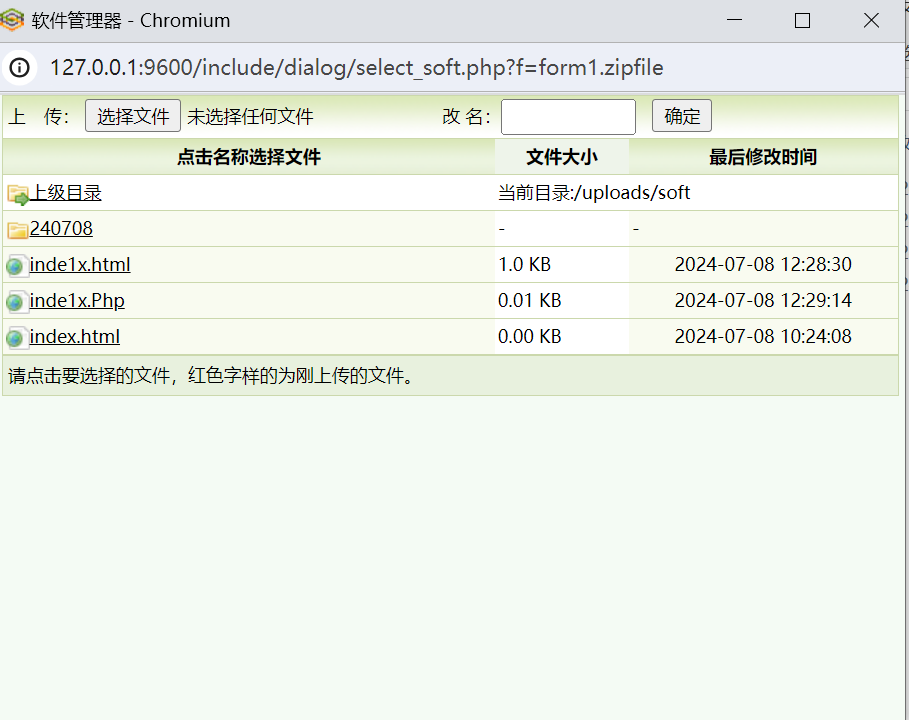 软件管理器 - Chromium
127.0.0.1:9600/include/dialog/select_soft.php?f=form1.zipfile
上 传： 选择文件 未选择任何文件 改 名： 确定
点击名称选择文件 文件大小 最后修改时间
上级目录 当前目录:/uploads/soft
240708 - -
inde1x.html 1.0 KB 2024-07-08 12:28:30
inde1x.Php 0.01 KB 2024-07-08 12:29:14
index.html 0.00 KB 2024-07-08 10:24:08
请点击要选择的文件，红色字样的为刚上传的文件。